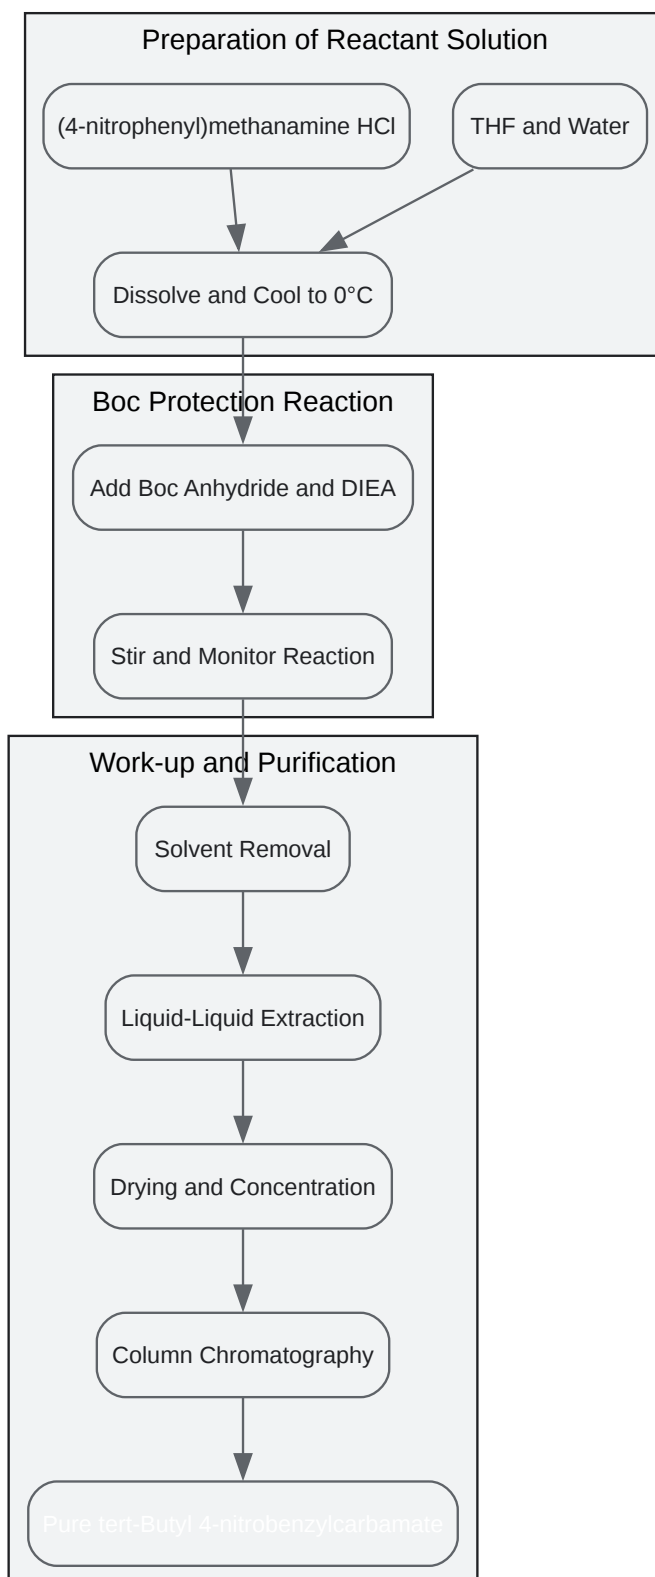 Preparation of Reactant Solution
(4-nitrophenyl)methanamine HCl
THF and Water
Dissolve and Cool to 0°C
Boc Protection Reaction
Add Boc Anhydride and DIEA
Stir and Monitor Reaction
Work-up and Purification
Solvent Removal
Liquid-Liquid Extraction
Drying and Concentration
Column Chromatography
Pure tert-Butyl 4-nitrobenzylcarbamate